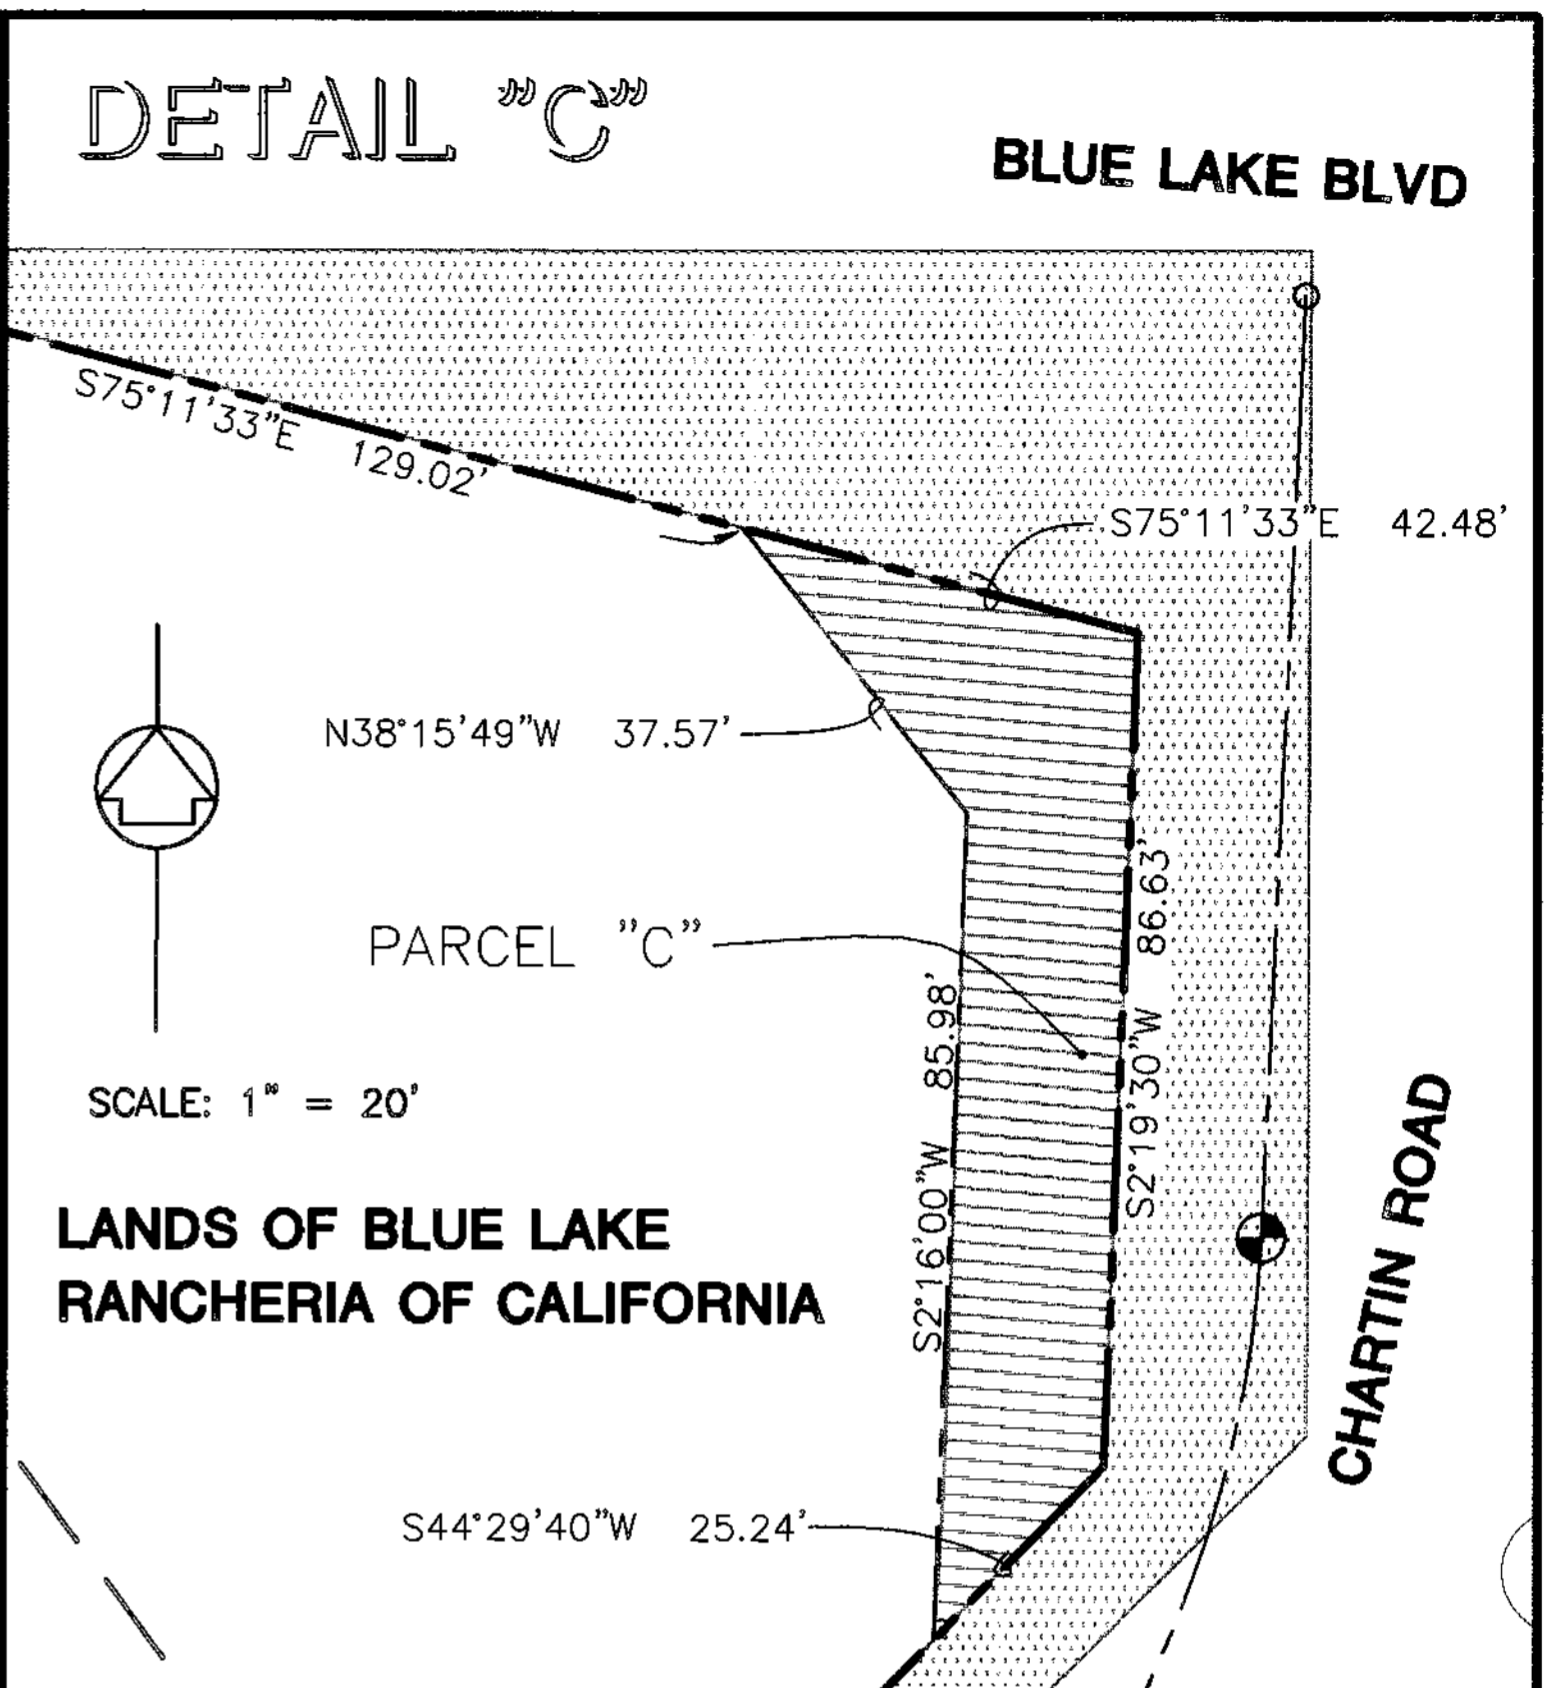 DETAIL "C"
BLUE LAKE BLVD
S75°11'33"E 129.02'
S75°11'33"E 42.48'
N38°15'49"W 37.57'
PARCEL "C"
86.63'
S2°19'30"W
85.98'
S2°16'00"W
SCALE: 1" = 20'
CHARTIN ROAD
LANDS OF BLUE LAKE
RANCHERIA OF CALIFORNIA
S44°29'40"W 25.24'